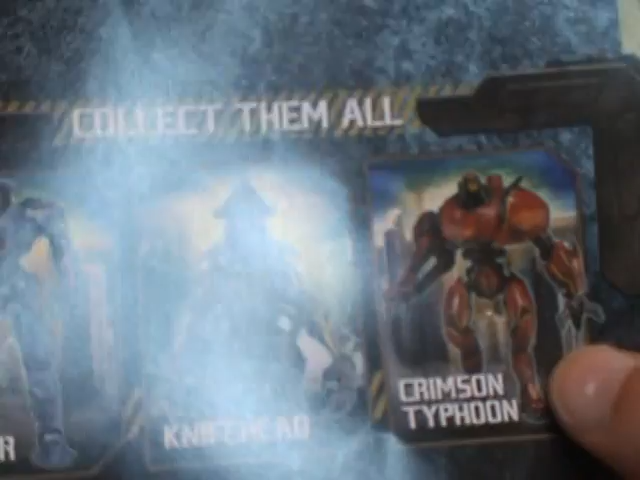 COLLECT THEM ALL
R
KNIFEHEAD
CRIMSON
TYPHOON